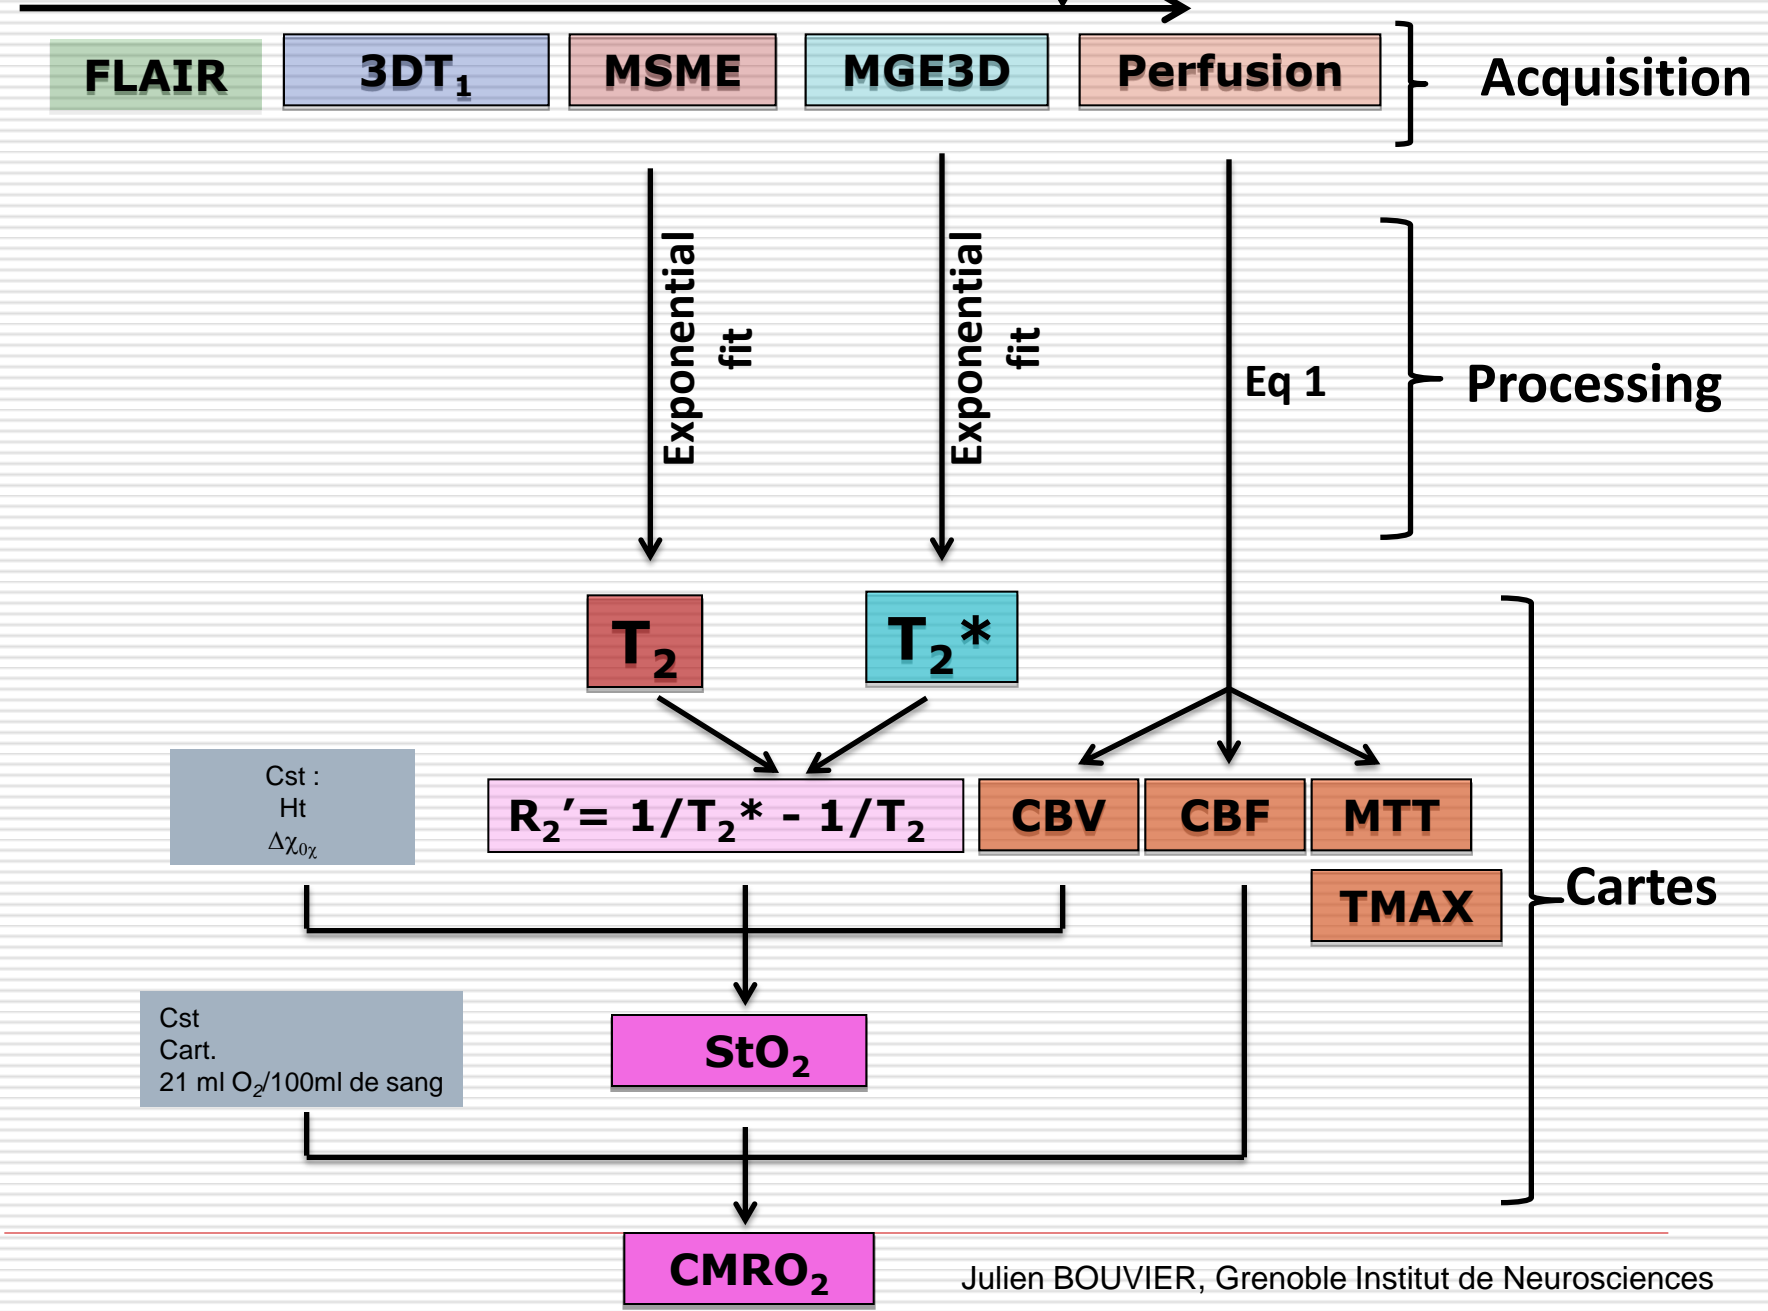 FLAIR
3DT₁
MSME
MGE3D
Perfusion
Acquisition
Exponential
fit
Exponential
fit
Eq 1
Processing
T₂
T₂*
Cst :
Ht
Δχ₀χ
R₂’= 1/T₂* - 1/T₂
CBV
CBF
MTT
TMAX
Cartes
Cst
Cart.
21 ml O₂/100ml de sang
StO₂
CMRO₂
Julien BOUVIER, Grenoble Institut de Neurosciences